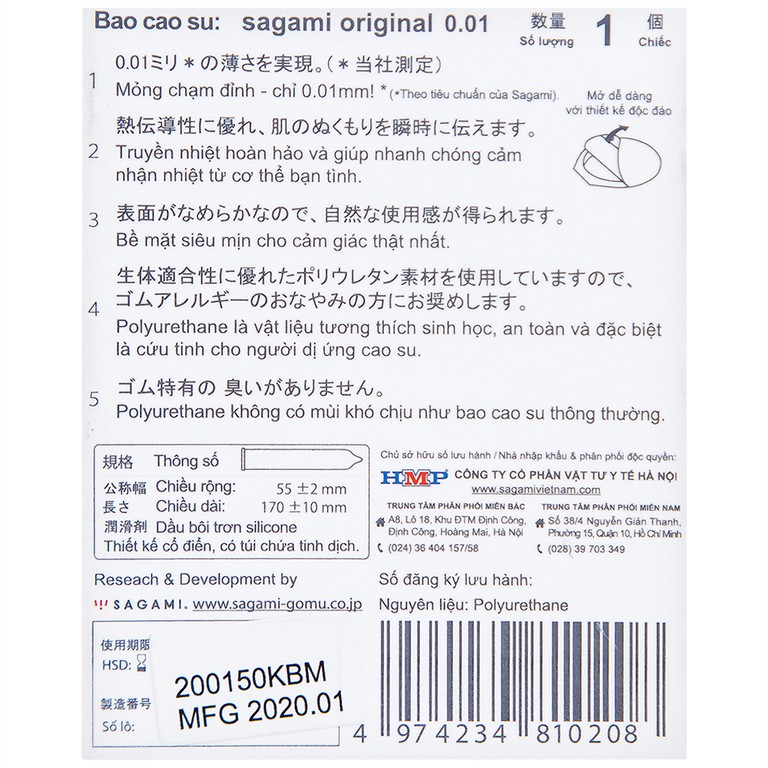 Bao cao su: sagami original 0.01 数量 1 個
Số lượng Chiếc
1 0.01ミリ＊の薄さを実現。（＊当社測定）
Mỏng chạm đỉnh - chỉ 0.01mm! * (*Theo tiêu chuẩn của Sagami).
Mở dễ dàng
với thiết kế độc đáo
2 熱伝導性に優れ、肌のぬくもりを瞬時に伝えます。
Truyền nhiệt hoàn hảo và giúp nhanh chóng cảm
nhận nhiệt từ cơ thể bạn tình.
3 表面がなめらかなので、自然な使用感が得られます。
Bề mặt siêu mịn cho cảm giác thật nhất.
4 生体適合性に優れたポリウレタン素材を使用していますので、
ゴムアレルギーのおなやみの方にお奨めします。
Polyurethane là vật liệu tương thích sinh học, an toàn và đặc biệt
là cứu tinh cho người dị ứng cao su.
5 ゴム特有の 臭いがありません。
Polyurethane không có mùi khó chịu như bao cao su thông thường.
規格 Thông số
公称幅 Chiều rộng: 55 ±2 mm
長さ Chiều dài: 170 ±10 mm
潤滑剤 Dầu bôi trơn silicone
Thiết kế cổ điển, có túi chứa tinh dịch.
Chủ sở hữu số lưu hành / Nhà nhập khẩu & phân phối độc quyền:
HMP CÔNG TY CỔ PHẦN VẬT TƯ Y TẾ HÀ NỘI
www.sagamivietnam.com
TRUNG TÂM PHÂN PHỐI MIỀN BẮC
A8, Lô 18, Khu ĐTM Định Công,
Định Công, Hoàng Mai, Hà Nội
(024) 36 404 157/58
TRUNG TÂM PHÂN PHỐI MIỀN NAM
Số 38/4 Nguyễn Giản Thanh,
Phường 15, Quận 10, Hồ Chí Minh
(028) 39 703 349
Reseach & Development by
SAGAMI. www.sagami-gomu.co.jp
Số đăng ký lưu hành:
Nguyên liệu: Polyurethane
使用期限
HSD:
製造番号
Số lô:
200150KBM
MFG 2020.01
4 974234 810208